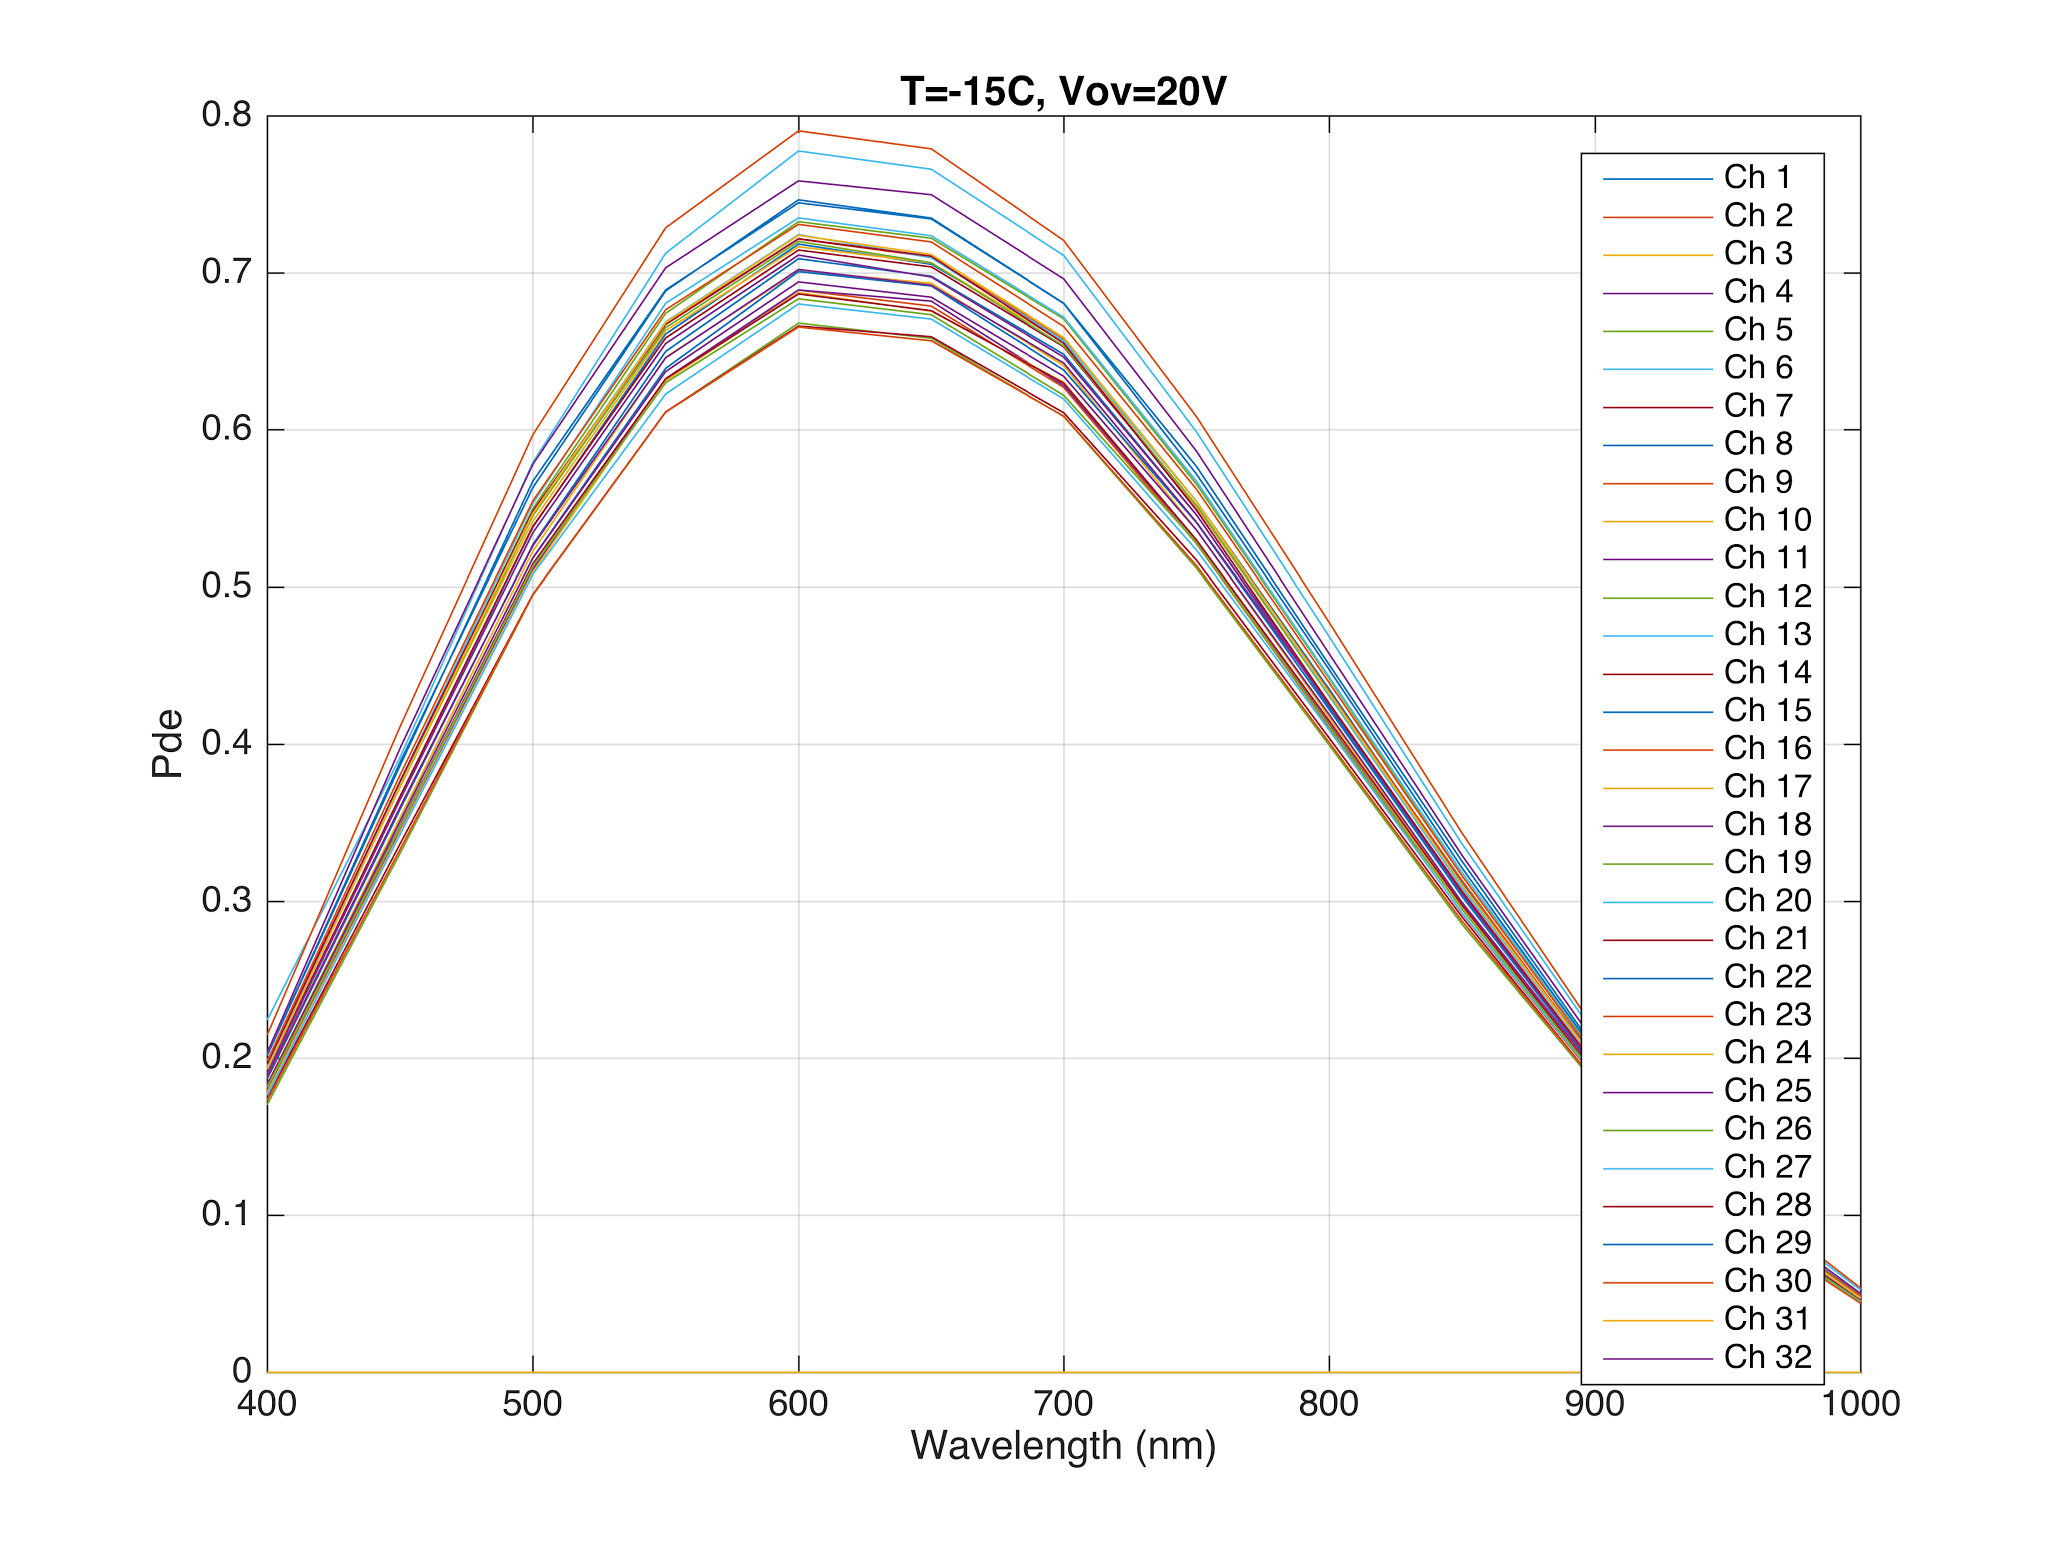 T=-15C, Vov=20V
0.8
0.7
0.6
0.5
0.4
0.3
0.2
0.1
0
Pde
400
500
600
700
800
900
1000
Wavelength (nm)
Ch 1
Ch 2
Ch 3
Ch 4
Ch 5
Ch 6
Ch 7
Ch 8
Ch 9
Ch 10
Ch 11
Ch 12
Ch 13
Ch 14
Ch 15
Ch 16
Ch 17
Ch 18
Ch 19
Ch 20
Ch 21
Ch 22
Ch 23
Ch 24
Ch 25
Ch 26
Ch 27
Ch 28
Ch 29
Ch 30
Ch 31
Ch 32